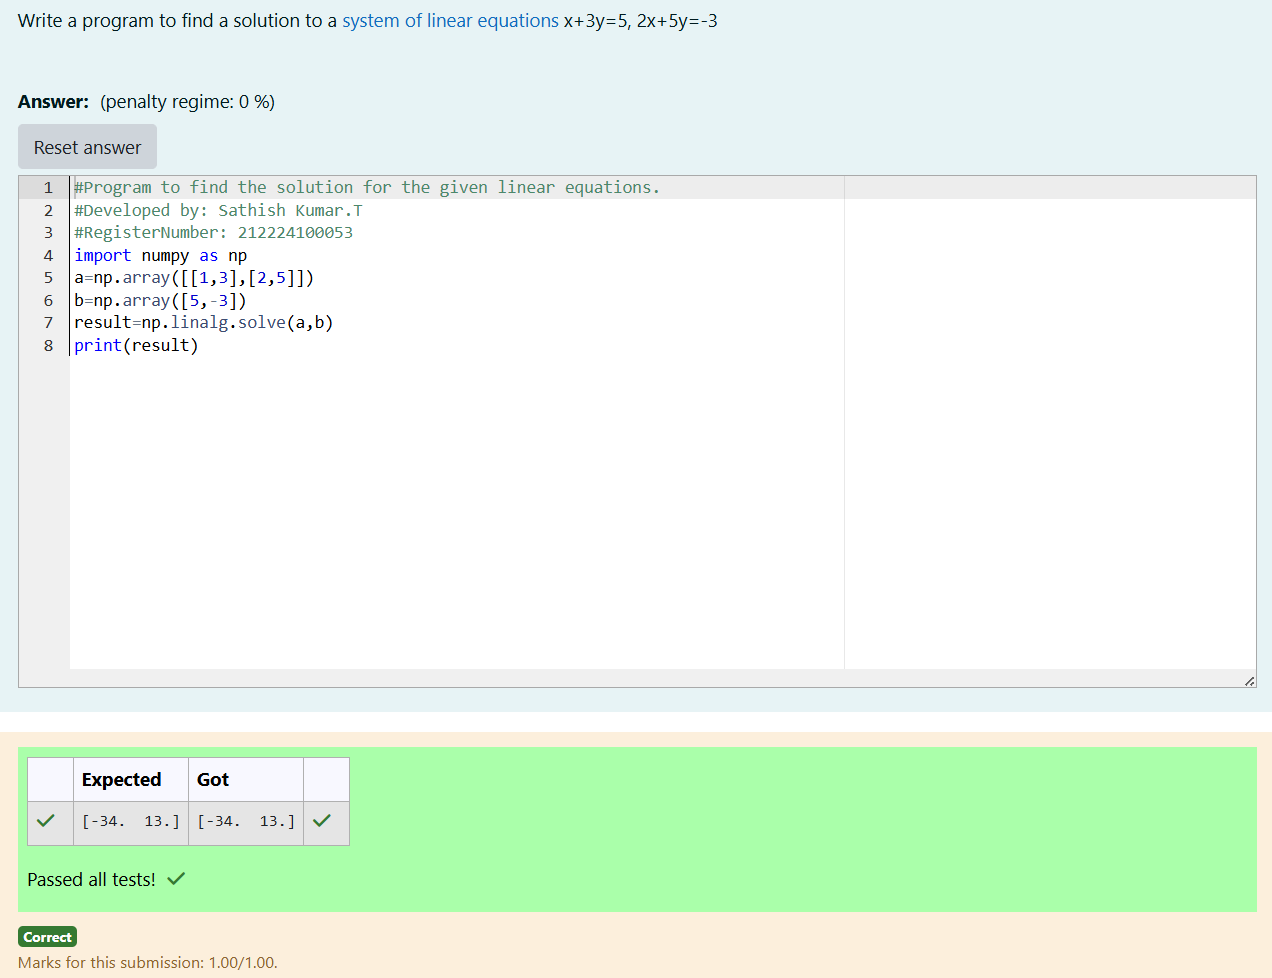 Write a program to find a solution to a system of linear equations x+3y=5, 2x+5y=-3
Answer: (penalty regime: 0 %)
Reset answer
1 #Program to find the solution for the given linear equations.
2 #Developed by: Sathish Kumar.T
3 #RegisterNumber: 212224100053
4 import numpy as np
5 a=np.array([[1,3],[2,5]])
6 b=np.array([5,-3])
7 result=np.linalg.solve(a,b)
8 print(result)
Expected Got
[-34.  13.] [-34.  13.]
Passed all tests!
Correct
Marks for this submission: 1.00/1.00.